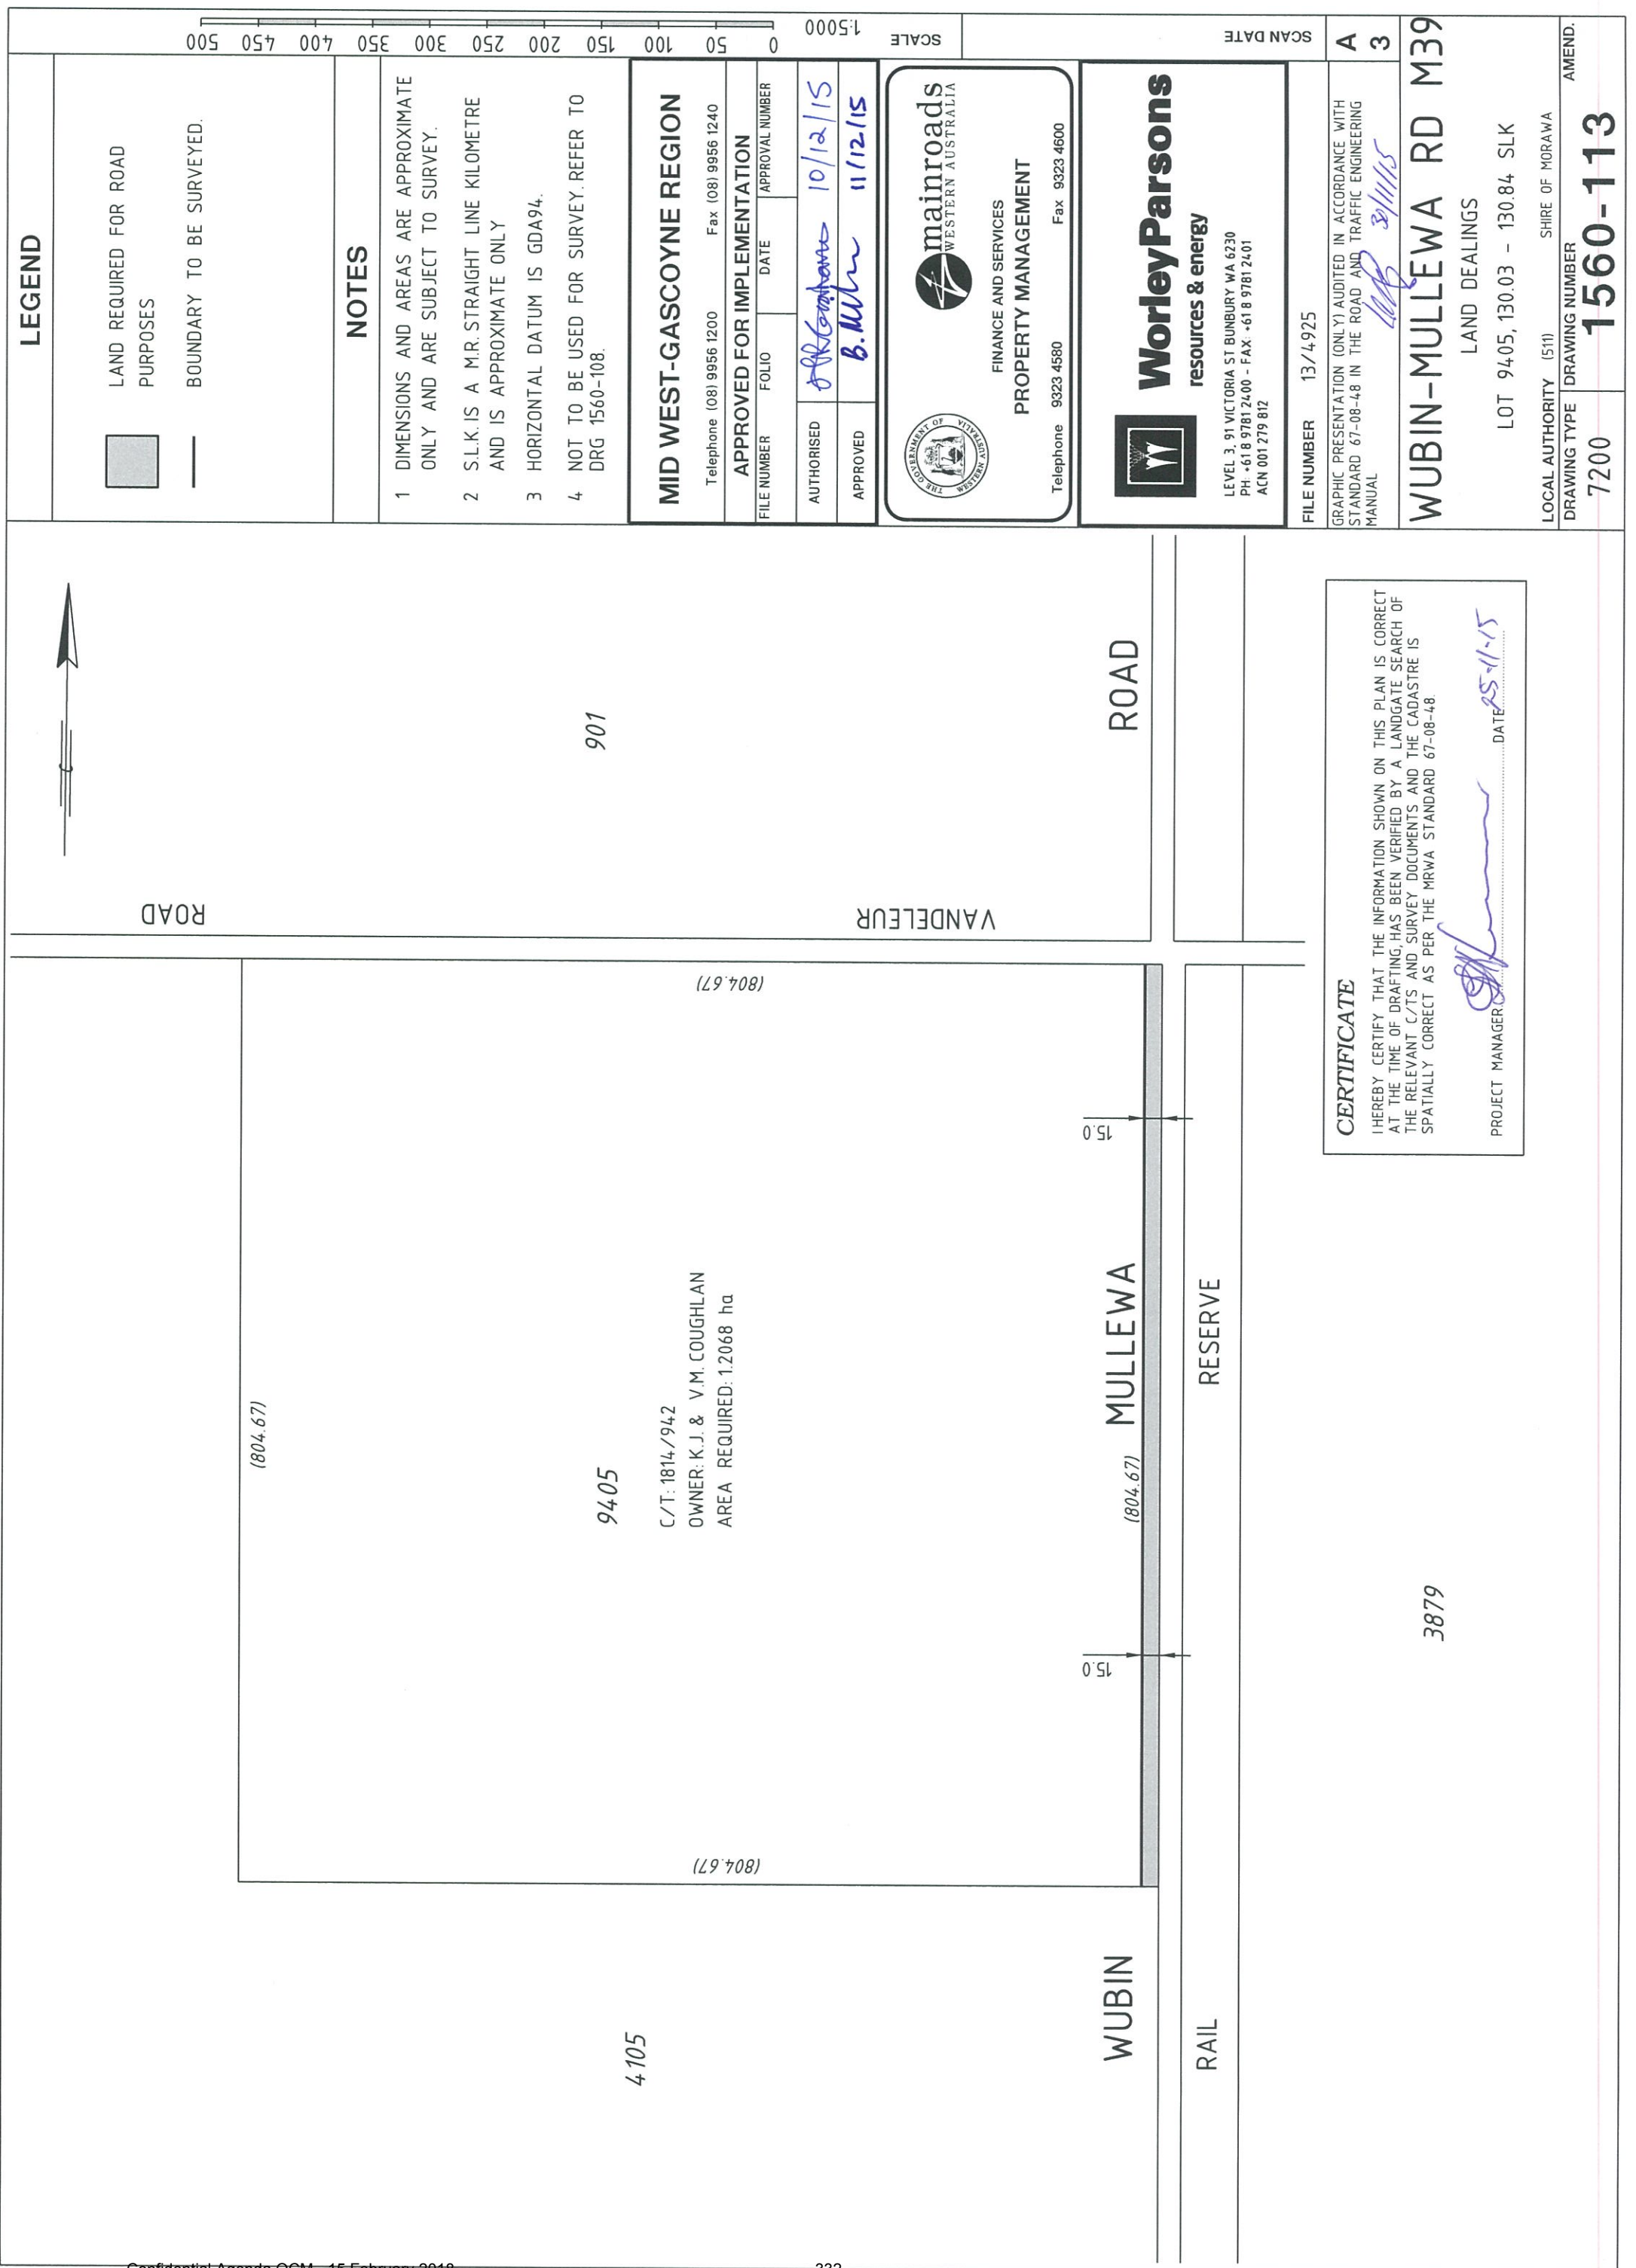 LEGEND
LAND REQUIRED FOR ROAD
PURPOSES
BOUNDARY TO BE SURVEYED.
NOTES
1 DIMENSIONS AND AREAS ARE APPROXIMATE
ONLY AND ARE SUBJECT TO SURVEY.
2 S.L.K. IS A M.R. STRAIGHT LINE KILOMETRE
AND IS APPROXIMATE ONLY
3 HORIZONTAL DATUM IS GDA94.
4 NOT TO BE USED FOR SURVEY. REFER TO
DRG 1560-108.
MID WEST-GASCOYNE REGION
Telephone (08) 9956 1200 Fax (08) 9956 1240
APPROVED FOR IMPLEMENTATION
FILE NUMBER FOLIO DATE APPROVAL NUMBER
AUTHORISED 10/12/15
APPROVED 11/12/15
THE GOVERNMENT OF WESTERN AUSTRALIA
mainroads
WESTERN AUSTRALIA
FINANCE AND SERVICES
PROPERTY MANAGEMENT
Telephone 9323 4580 Fax 9323 4600
WorleyParsons
resources & energy
LEVEL 3, 91 VICTORIA ST BUNBURY WA 6230
PH: +61 8 9781 2400 - FAX: +61 8 9781 2401
ACN 001 279 812
FILE NUMBER 13/4925
GRAPHIC PRESENTATION (ONLY) AUDITED IN ACCORDANCE WITH
STANDARD 67-08-48 IN THE ROAD AND TRAFFIC ENGINEERING
MANUAL 30/11/15
WUBIN-MULLEWA RD M39
LAND DEALINGS
LOT 9405, 130.03 - 130.84 SLK
LOCAL AUTHORITY (511) SHIRE OF MORAWA
DRAWING TYPE DRAWING NUMBER AMEND.
7200 1560-113
500 450 400 350 300 250 200 150 100 50 0
1:5000
SCALE
SCAN DATE
A
3
ROAD
VANDELEUR
901
ROAD
(804.67)
(804.67)
9405
C/T: 1814/942
OWNER: K.J. & V.M. COUGHLAN
AREA REQUIRED: 1.2068 ha
(804.67)
(804.67)
15.0
15.0
4105
WUBIN
MULLEWA
RAIL
RESERVE
3879
CERTIFICATE
I HEREBY CERTIFY THAT THE INFORMATION SHOWN ON THIS PLAN IS CORRECT
AT THE TIME OF DRAFTING, HAS BEEN VERIFIED BY A LANDGATE SEARCH OF
THE RELEVANT C/TS AND SURVEY DOCUMENTS AND THE CADASTRE IS
SPATIALLY CORRECT AS PER THE MRWA STANDARD 67-08-48.
PROJECT MANAGER DATE 25-11-15
Confidential Agenda OCM - 15 February 2018
332